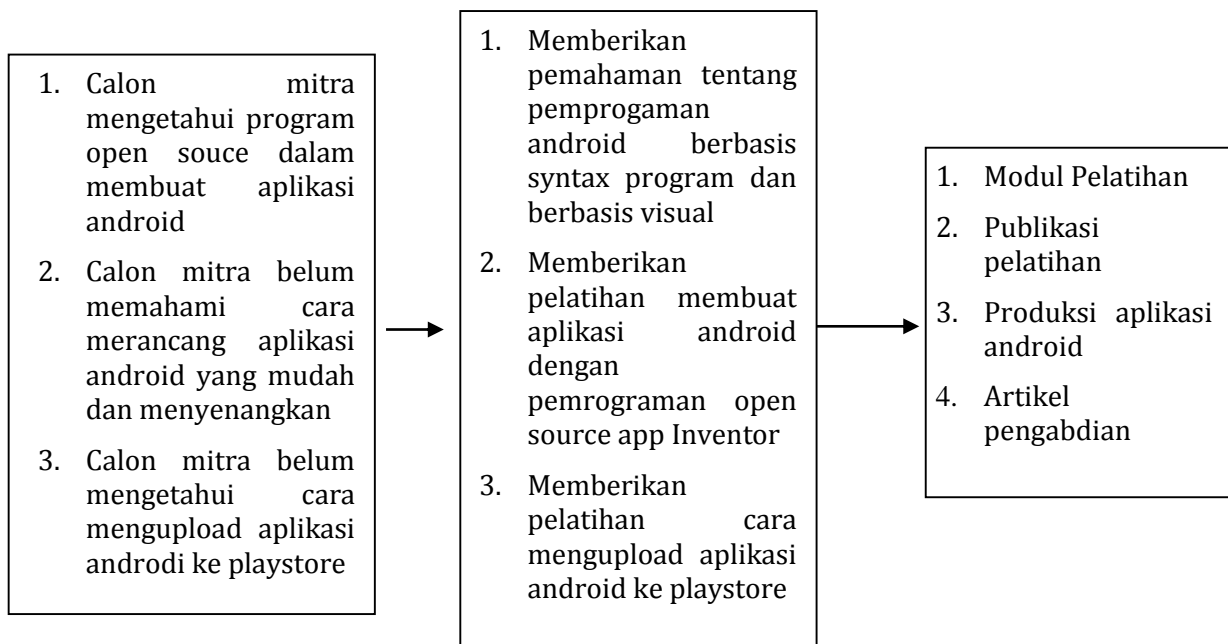 1. Calon mitra
mengetahui program
open souce dalam
membuat aplikasi
android
2. Calon mitra belum
memahami cara
merancang aplikasi
android yang mudah
dan menyenangkan
3. Calon mitra belum
mengetahui cara
mengupload aplikasi
androdi ke playstore
1. Memberikan
pemahaman tentang
pemprogaman
android berbasis
syntax program dan
berbasis visual
2. Memberikan
pelatihan membuat
aplikasi android
dengan
pemrograman open
source app Inventor
3. Memberikan
pelatihan cara
mengupload aplikasi
android ke playstore
1. Modul Pelatihan
2. Publikasi
pelatihan
3. Produksi aplikasi
android
4. Artikel
pengabdian